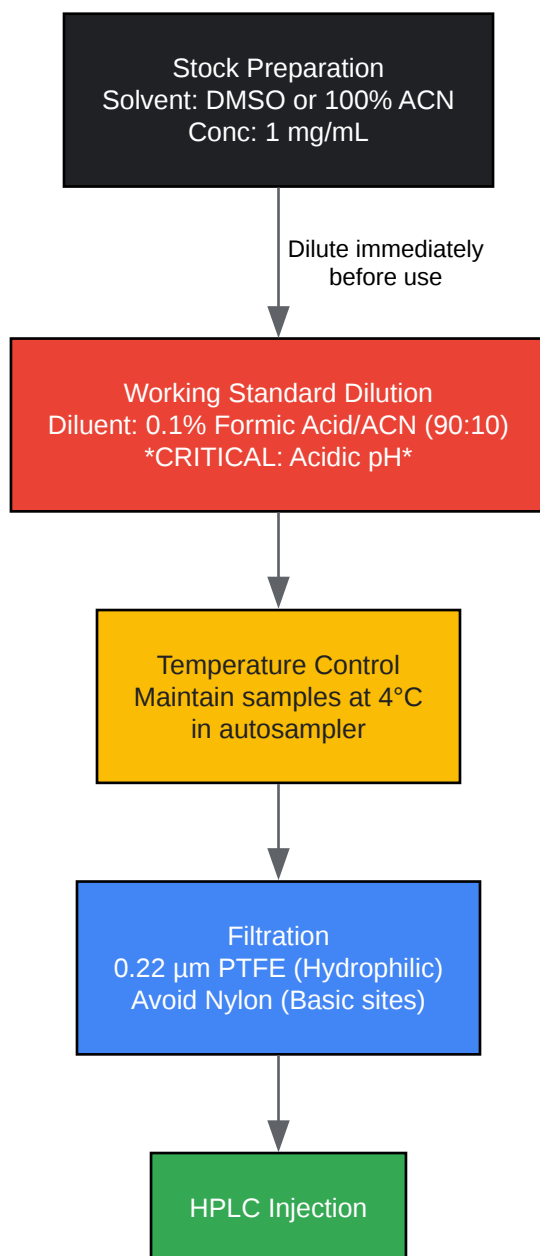 Stock Preparation
Solvent: DMSO or 100% ACN
Conc: 1 mg/mL
Dilute immediately
before use
Working Standard Dilution
Diluent: 0.1% Formic Acid/ACN (90:10)
*CRITICAL: Acidic pH*
Temperature Control
Maintain samples at 4°C
in autosampler
Filtration
0.22 µm PTFE (Hydrophilic)
Avoid Nylon (Basic sites)
HPLC Injection